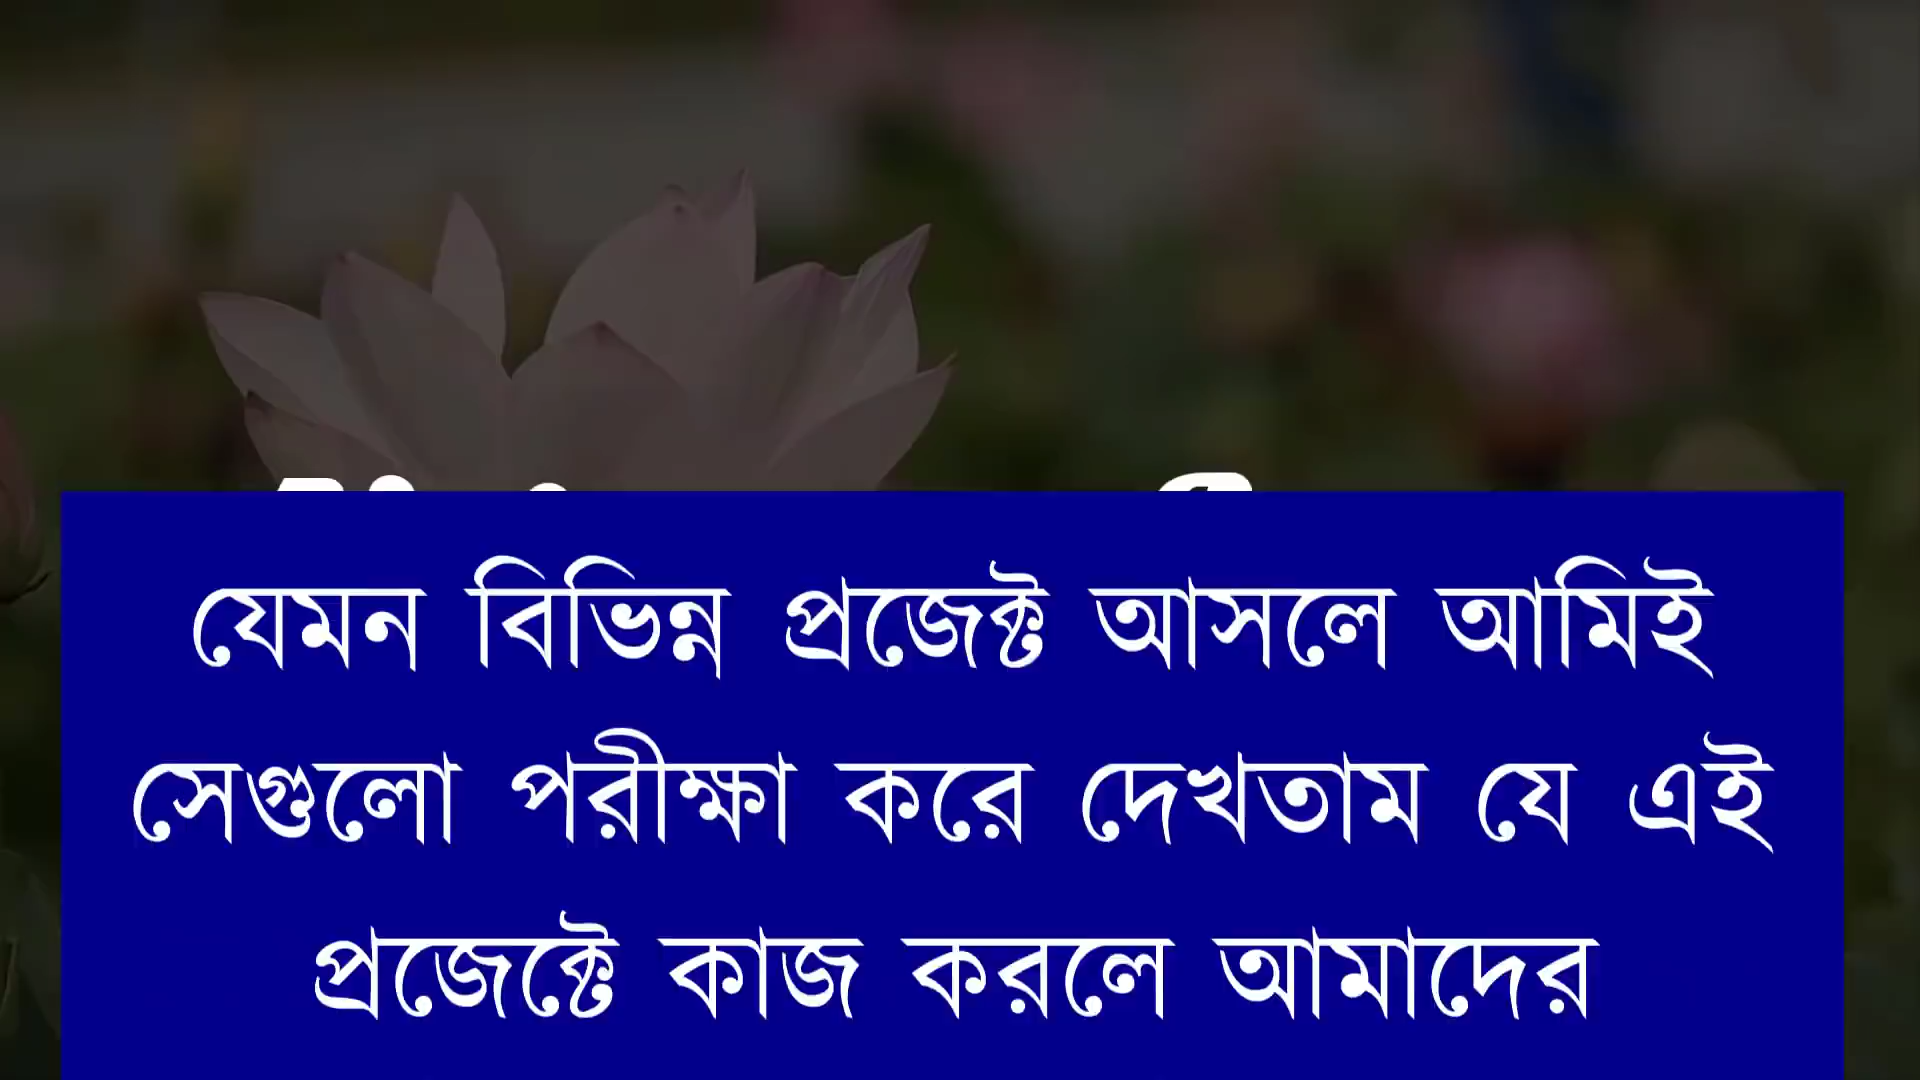 যেমন বিভিন্ন প্রজেক্ট আসলে আমিই
সেগুলো পরীক্ষা করে দেখতাম যে এই
প্রজেক্টে কাজ করলে আমাদের